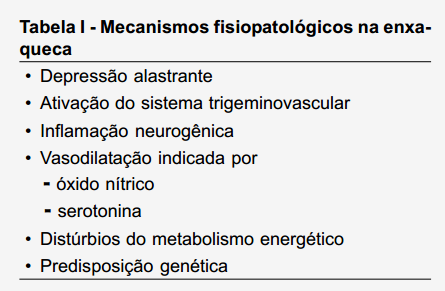 Tabela I - Mecanismos fisiopatológicos na enxa-
queca
• Depressão alastrante
• Ativação do sistema trigeminovascular
• Inflamação neurogênica
• Vasodilatação indicada por
- óxido nítrico
- serotonina
• Distúrbios do metabolismo energético
• Predisposição genética